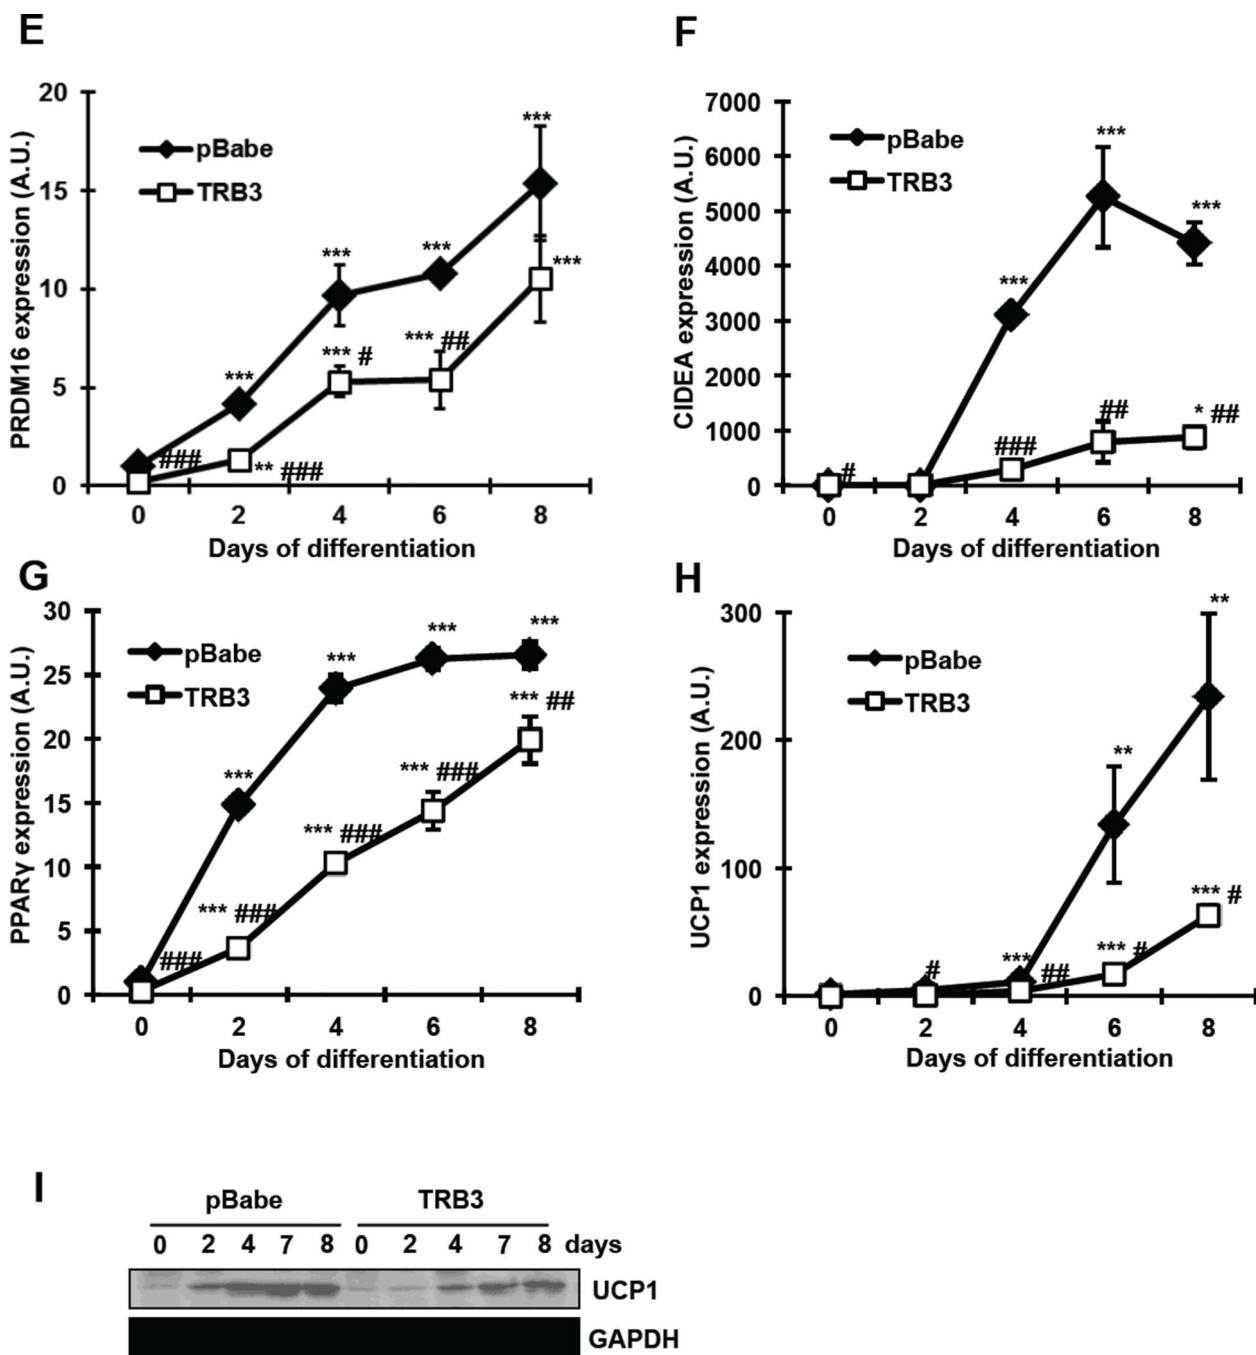 E
PRDM16 expression (A.U.)
20
15
10
5
0
pBabe
TRB3
***
***
***
***
***
*** ##
*** #
###
** ###
0 2 4 6 8
Days of differentiation
F
CIDEA expression (A.U.)
7000
6000
5000
4000
3000
2000
1000
0
pBabe
TRB3
***
***
***
##
* ##
###
#
0 2 4 6 8
Days of differentiation
G
PPARγ expression (A.U.)
30
25
20
15
10
5
0
pBabe
TRB3
***
***
***
***
*** ##
*** ###
*** ###
*** ###
###
0 2 4 6 8
Days of differentiation
H
UCP1 expression (A.U.)
300
200
100
0
pBabe
TRB3
**
**
*** #
*** #
***
##
#
0 2 4 6 8
Days of differentiation
I
pBabe TRB3
0 2 4 7 8 0 2 4 7 8 days
UCP1
GAPDH